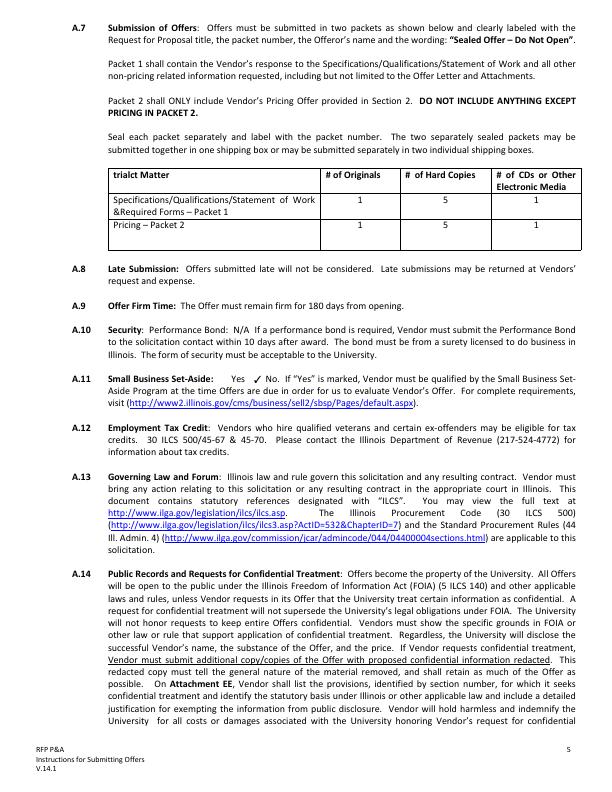 A.7 Submission of Offers: Offers must be submitted in two packets as shown below and clearly labeled with the
Request for Proposal title, the packet number, the Offeror's name and the wording: "Sealed Offer – Do Not Open".
Packet 1 shall contain the Vendor's response to the Specifications/Qualifications/Statement of Work and all other
non-pricing related information requested, including but not limited to the Offer Letter and Attachments.
Packet 2 shall ONLY include Vendor's Pricing Offer provided in Section 2. DO NOT INCLUDE ANYTHING EXCEPT
PRICING IN PACKET 2.
Seal each packet separately and label with the packet number. The two separately sealed packets may be
submitted together in one shipping box or may be submitted separately in two individual shipping boxes.
trialct Matter # of Originals # of Hard Copies # of CDs or Other
Electronic Media
Specifications/Qualifications/Statement of Work 1 5 1
&Required Forms – Packet 1
Pricing – Packet 2 1 5 1
A.8 Late Submission: Offers submitted late will not be considered. Late submissions may be returned at Vendors'
request and expense.
A.9 Offer Firm Time: The Offer must remain firm for 180 days from opening.
A.10 Security: Performance Bond: N/A If a performance bond is required, Vendor must submit the Performance Bond
to the solicitation contact within 10 days after award. The bond must be from a surety licensed to do business in
Illinois. The form of security must be acceptable to the University.
A.11 Small Business Set-Aside: Yes ✓ No. If "Yes" is marked, Vendor must be qualified by the Small Business Set-
Aside Program at the time Offers are due in order for us to evaluate Vendor's Offer. For complete requirements,
visit (http://www2.illinois.gov/cms/business/sell2/sbsp/Pages/default.aspx).
A.12 Employment Tax Credit: Vendors who hire qualified veterans and certain ex-offenders may be eligible for tax
credits. 30 ILCS 500/45-67 & 45-70. Please contact the Illinois Department of Revenue (217-524-4772) for
information about tax credits.
A.13 Governing Law and Forum: Illinois law and rule govern this solicitation and any resulting contract. Vendor must
bring any action relating to this solicitation or any resulting contract in the appropriate court in Illinois. This
document contains statutory references designated with "ILCS". You may view the full text at
http://www.ilga.gov/legislation/ilcs/ilcs.asp. The Illinois Procurement Code (30 ILCS 500)
(http://www.ilga.gov/legislation/ilcs/ilcs3.asp?ActID=532&ChapterID=7) and the Standard Procurement Rules (44
Ill. Admin. 4) (http://www.ilga.gov/commission/jcar/admincode/044/04400004sections.html) are applicable to this
solicitation.
A.14 Public Records and Requests for Confidential Treatment: Offers become the property of the University. All Offers
will be open to the public under the Illinois Freedom of Information Act (FOIA) (5 ILCS 140) and other applicable
laws and rules, unless Vendor requests in its Offer that the University treat certain information as confidential. A
request for confidential treatment will not supersede the University's legal obligations under FOIA. The University
will not honor requests to keep entire Offers confidential. Vendors must show the specific grounds in FOIA or
other law or rule that support application of confidential treatment. Regardless, the University will disclose the
successful Vendor's name, the substance of the Offer, and the price. If Vendor requests confidential treatment,
Vendor must submit additional copy/copies of the Offer with proposed confidential information redacted. This
redacted copy must tell the general nature of the material removed, and shall retain as much of the Offer as
possible. On Attachment EE, Vendor shall list the provisions, identified by section number, for which it seeks
confidential treatment and identify the statutory basis under Illinois or other applicable law and include a detailed
justification for exempting the information from public disclosure. Vendor will hold harmless and indemnify the
University for all costs or damages associated with the University honoring Vendor's request for confidential
RFP P&A 5
Instructions for Submitting Offers
V.14.1